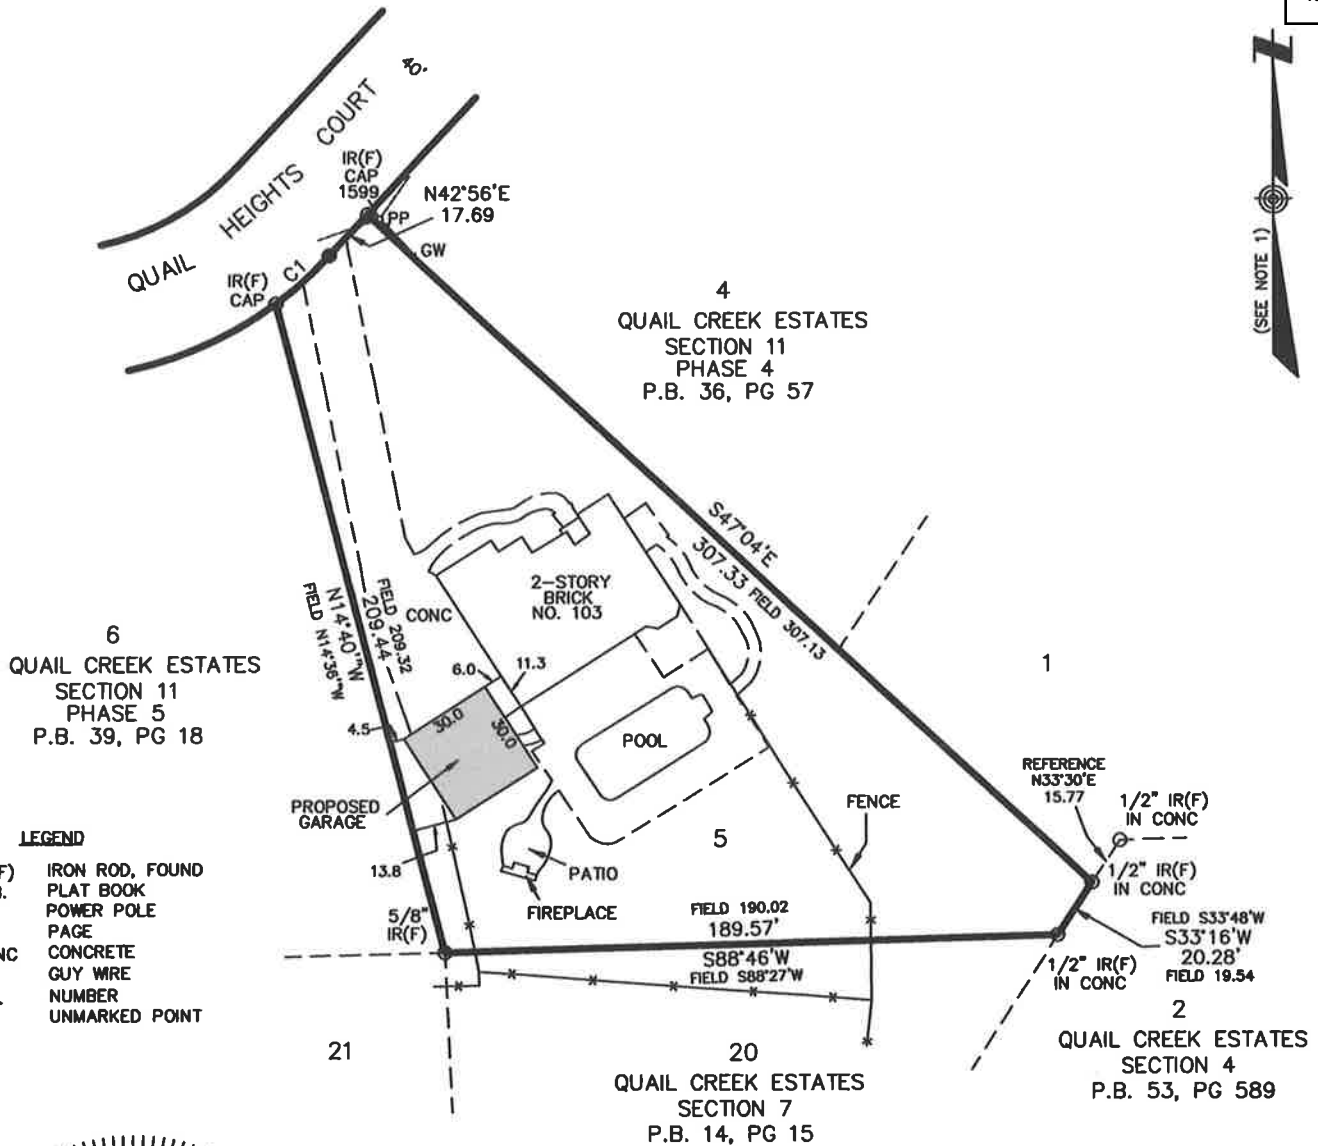 40'
QUAIL HEIGHTS COURT
IR(F)
CAP
1599
N42°56'E
17.69
PP
GW
IR(F)
CAP
C1
(SEE NOTE 1)
4
QUAIL CREEK ESTATES
SECTION 11
PHASE 4
P.B. 36, PG 57
S47°04'E
307.33 FIELD 307.13
2-STORY
BRICK
NO. 103
CONC
FIELD 209.32
209.44
N14°40'"W
FIELD N14°36'"W
6
QUAIL CREEK ESTATES
SECTION 11
PHASE 5
P.B. 39, PG 18
1
6.0
11.3
4.5
30.0
30.0
POOL
PROPOSED
GARAGE
FENCE
REFERENCE
N33°30'E
15.77
1/2" IR(F)
IN CONC
1/2" IR(F)
IN CONC
5
13.8
PATIO
FIREPLACE
LEGEND
F) IRON ROD, FOUND
PLAT BOOK
POWER POLE
PAGE
NC CONCRETE
GUY WIRE
NUMBER
UNMARKED POINT
5/8"
IR(F)
FIELD 190.02
189.57'
S88°46'W
FIELD S88°27'W
1/2" IR(F)
IN CONC
FIELD S33°48'W
S33°16'W
20.28'
FIELD 19.54
2
QUAIL CREEK ESTATES
SECTION 4
P.B. 53, PG 589
21
20
QUAIL CREEK ESTATES
SECTION 7
P.B. 14, PG 15